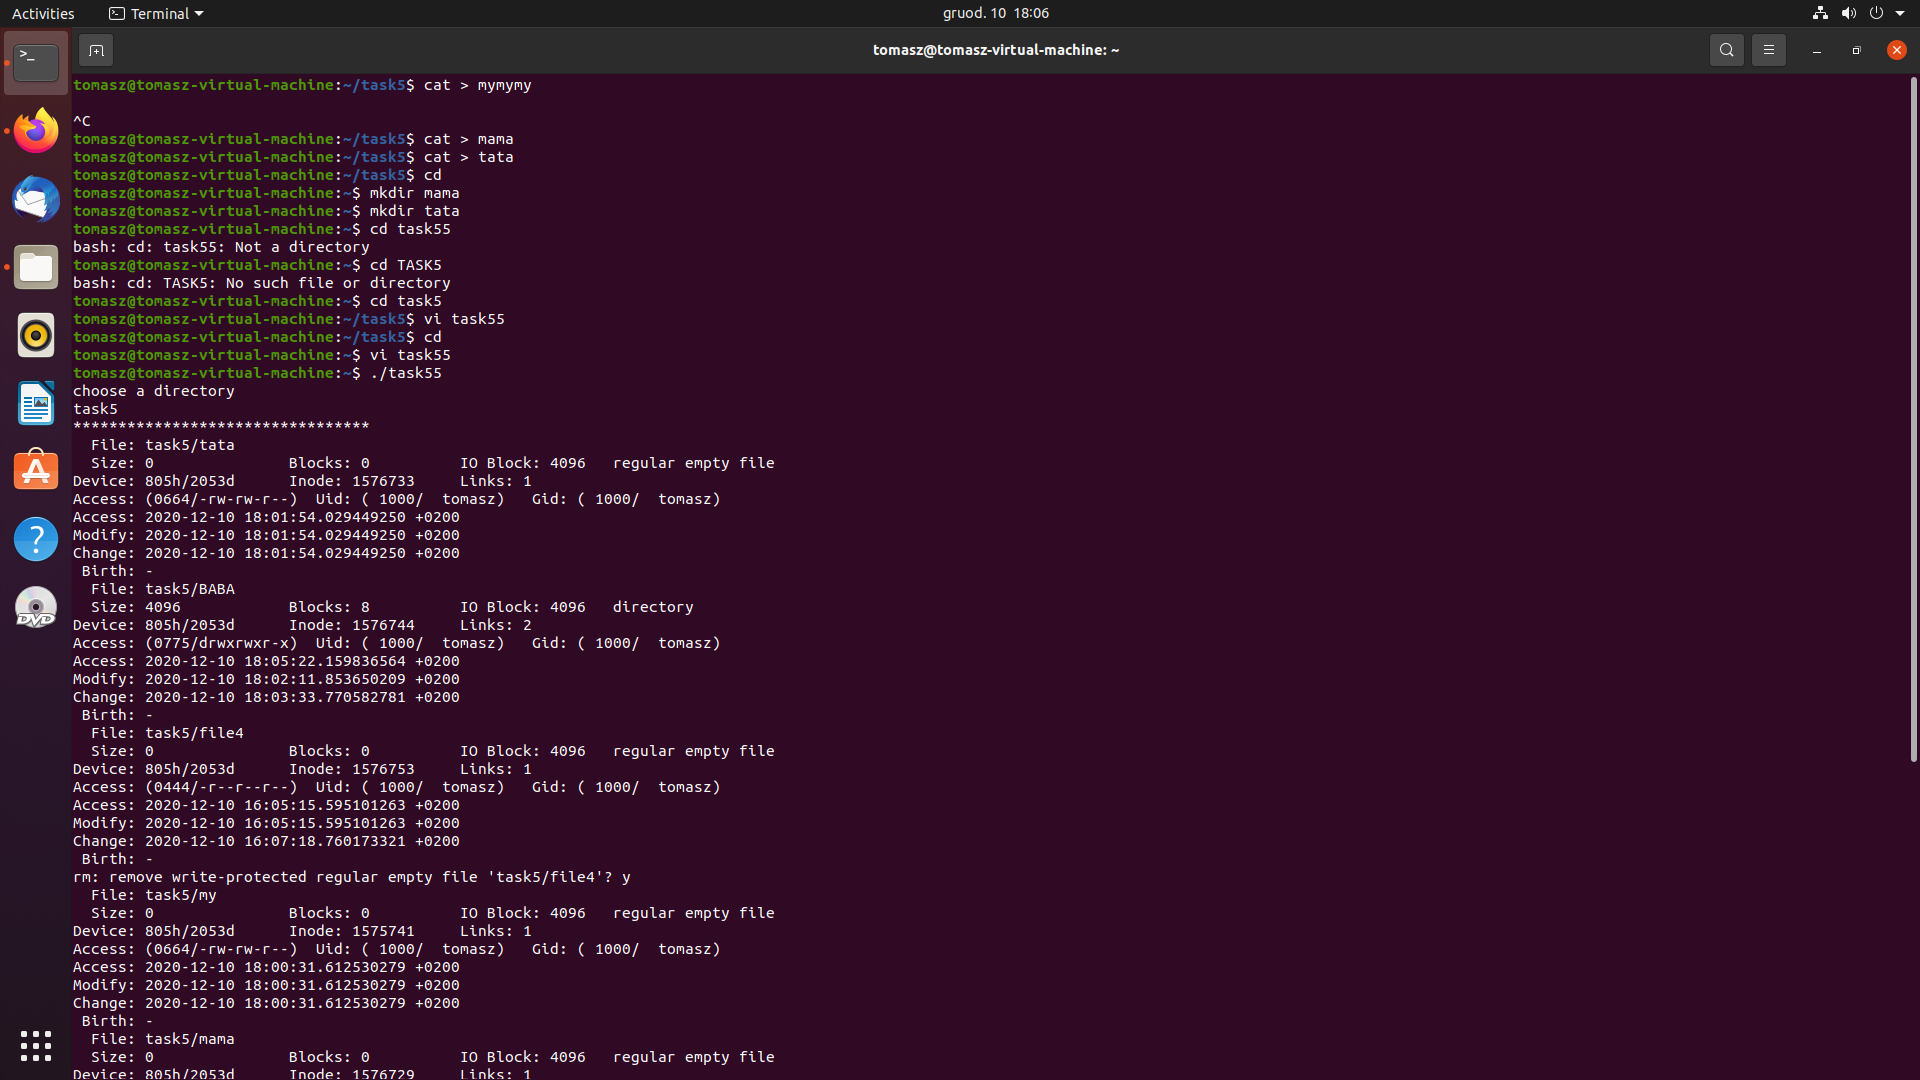 Activities
Terminal
gruod. 10 18:06
tomasz@tomasz-virtual-machine: ~
tomasz@tomasz-virtual-machine:~/task5$ cat > mymymy
^C
tomasz@tomasz-virtual-machine:~/task5$ cat > mama
tomasz@tomasz-virtual-machine:~/task5$ cat > tata
tomasz@tomasz-virtual-machine:~/task5$ cd
tomasz@tomasz-virtual-machine:~$ mkdir mama
tomasz@tomasz-virtual-machine:~$ mkdir tata
tomasz@tomasz-virtual-machine:~$ cd task55
bash: cd: task55: Not a directory
tomasz@tomasz-virtual-machine:~$ cd TASK5
bash: cd: TASK5: No such file or directory
tomasz@tomasz-virtual-machine:~$ cd task5
tomasz@tomasz-virtual-machine:~/task5$ vi task55
tomasz@tomasz-virtual-machine:~/task5$ cd
tomasz@tomasz-virtual-machine:~$ vi task55
tomasz@tomasz-virtual-machine:~$ ./task55
choose a directory
task5
*********************************
  File: task5/tata
  Size: 0               Blocks: 0          IO Block: 4096   regular empty file
Device: 805h/2053d      Inode: 1576733     Links: 1
Access: (0664/-rw-rw-r--)  Uid: ( 1000/  tomasz)   Gid: ( 1000/  tomasz)
Access: 2020-12-10 18:01:54.029449250 +0200
Modify: 2020-12-10 18:01:54.029449250 +0200
Change: 2020-12-10 18:01:54.029449250 +0200
 Birth: -
  File: task5/BABA
  Size: 4096            Blocks: 8          IO Block: 4096   directory
Device: 805h/2053d      Inode: 1576744     Links: 2
Access: (0775/drwxrwxr-x)  Uid: ( 1000/  tomasz)   Gid: ( 1000/  tomasz)
Access: 2020-12-10 18:05:22.159836564 +0200
Modify: 2020-12-10 18:02:11.853650209 +0200
Change: 2020-12-10 18:03:33.770582781 +0200
 Birth: -
  File: task5/file4
  Size: 0               Blocks: 0          IO Block: 4096   regular empty file
Device: 805h/2053d      Inode: 1576753     Links: 1
Access: (0444/-r--r--r--)  Uid: ( 1000/  tomasz)   Gid: ( 1000/  tomasz)
Access: 2020-12-10 16:05:15.595101263 +0200
Modify: 2020-12-10 16:05:15.595101263 +0200
Change: 2020-12-10 16:07:18.760173321 +0200
 Birth: -
rm: remove write-protected regular empty file 'task5/file4'? y
  File: task5/my
  Size: 0               Blocks: 0          IO Block: 4096   regular empty file
Device: 805h/2053d      Inode: 1575741     Links: 1
Access: (0664/-rw-rw-r--)  Uid: ( 1000/  tomasz)   Gid: ( 1000/  tomasz)
Access: 2020-12-10 18:00:31.612530279 +0200
Modify: 2020-12-10 18:00:31.612530279 +0200
Change: 2020-12-10 18:00:31.612530279 +0200
 Birth: -
  File: task5/mama
  Size: 0               Blocks: 0          IO Block: 4096   regular empty file
Device: 805h/2053d      Inode: 1576729     Links: 1
DVD